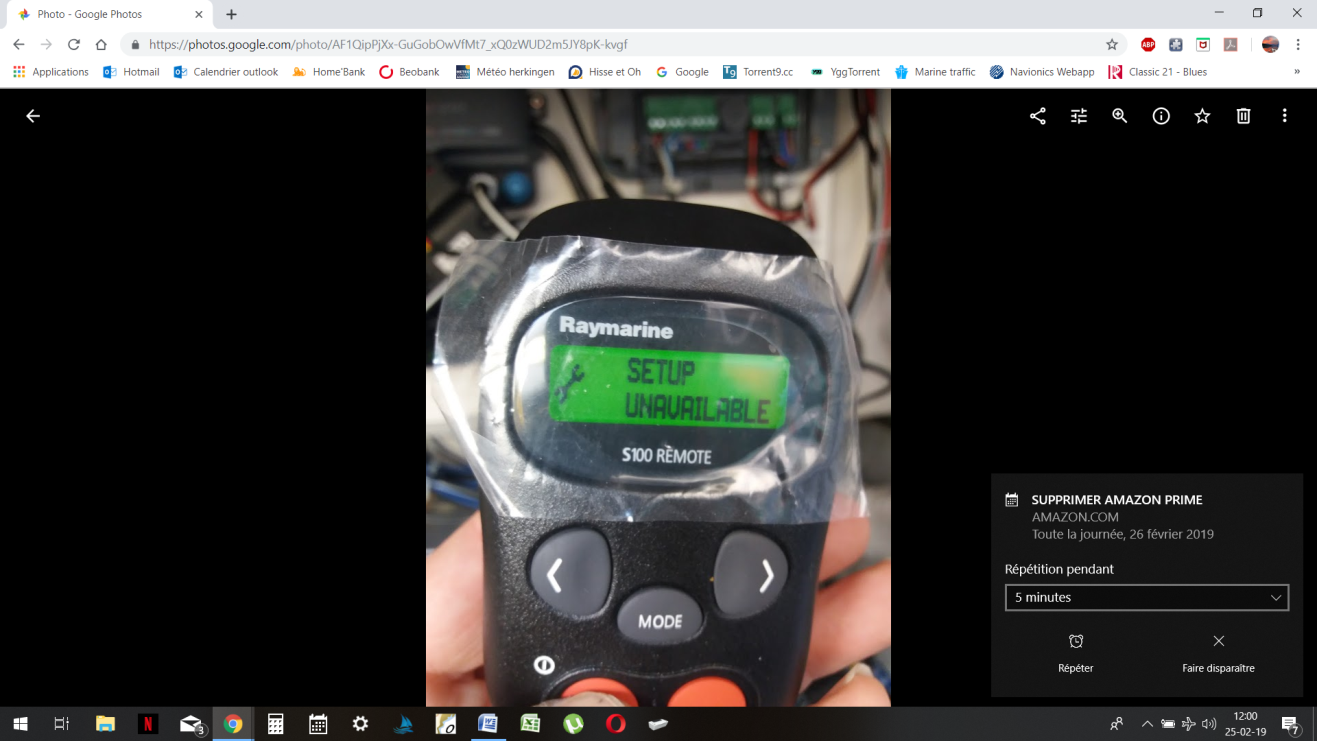 Photo - Google Photos
https://photos.google.com/photo/AF1QipPjXx-GuGobOwVfMt7_xQ0zWUD2m5JY8pK-kvgf
ABP
Applications
Hotmail
Calendrier outlook
Home'Bank
Beobank
Météo herkingen
Hisse et Oh
Google
Torrent9.cc
YggTorrent
Marine traffic
Navionics Webapp
Classic 21 - Blues
»
Raymarine
SETUP
UNAVAILABLE
S100 REMOTE
MODE
SUPPRIMER AMAZON PRIME
AMAZON.COM
Toute la journée, 26 février 2019
Répétition pendant
5 minutes
Répéter
Faire disparaître
3
12:00
25-02-19
7